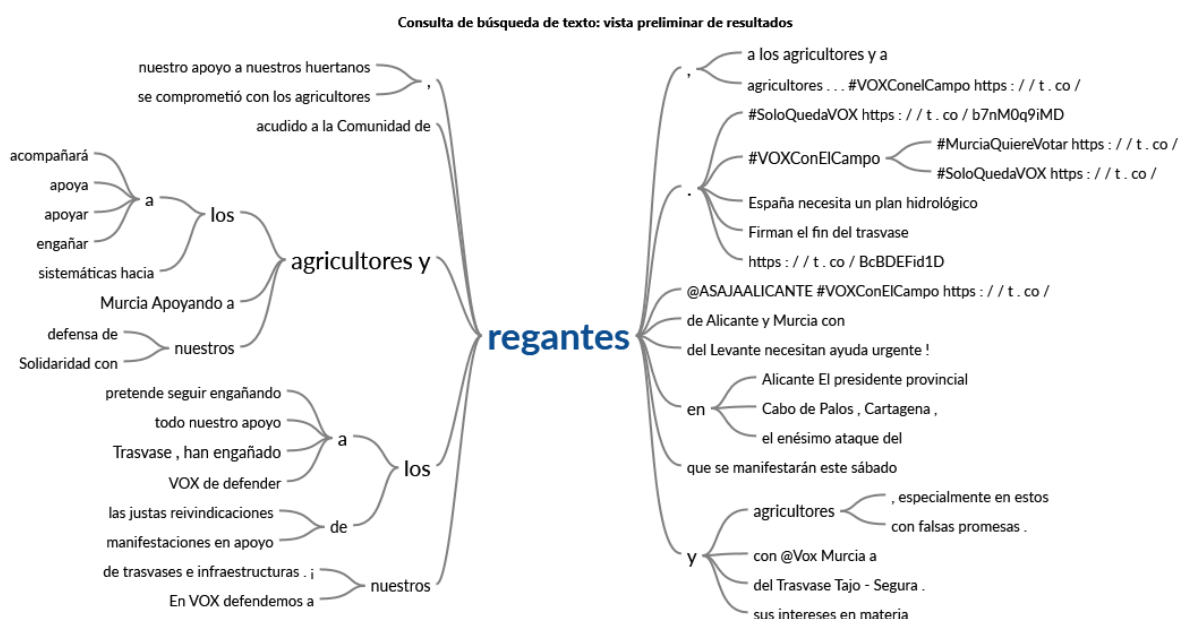 Consulta de búsqueda de texto: vista preliminar de resultados
nuestro apoyo a nuestros huertanos
se comprometió con los agricultores
,
acudido a la Comunidad de
acompañará
apoya
apoyar
engañar
a
sistemáticas hacia
los
Murcia Apoyando a
defensa de
Solidaridad con
nuestros
agricultores y
pretende seguir engañando
todo nuestro apoyo
Trasvase , han engañado
VOX de defender
a
las justas reivindicaciones
manifestaciones en apoyo
de
los
de trasvases e infraestructuras . ¡
En VOX defendemos a
nuestros
regantes
,
a los agricultores y a
agricultores . . . #VOXConelCampo https : / / t . co /
.
#SoloQuedaVOX https : / / t . co / b7nM0q9iMD
#VOXConElCampo
#MurciaQuiereVotar https : / / t . co /
#SoloQuedaVOX https : / / t . co /
España necesita un plan hidrológico
Firman el fin del trasvase
https : / / t . co / BcBDEFid1D
@ASAJAALICANTE #VOXConElCampo https : / / t . co /
de Alicante y Murcia con
del Levante necesitan ayuda urgente !
en
Alicante El presidente provincial
Cabo de Palos , Cartagena ,
el enésimo ataque del
que se manifestarán este sábado
y
agricultores
, especialmente en estos
con falsas promesas .
con @Vox Murcia a
del Trasvase Tajo - Segura .
sus intereses en materia